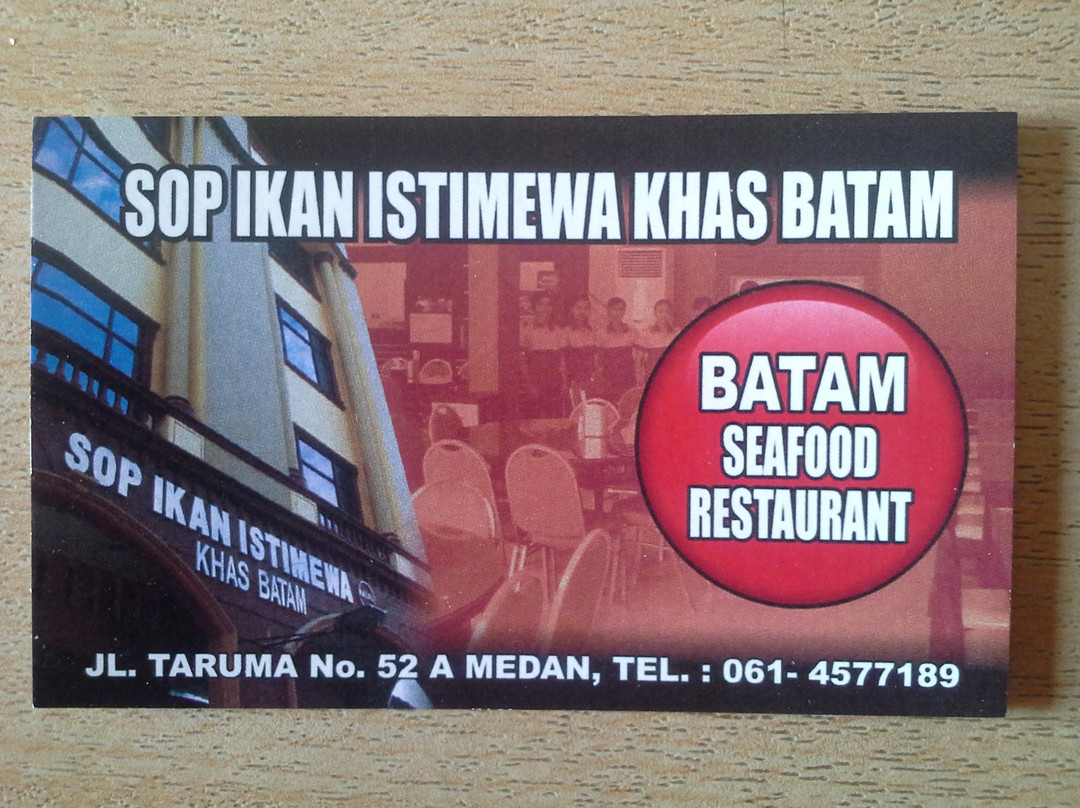 SOP IKAN ISTIMEWA KHAS BATAM
BATAM
SEAFOOD
RESTAURANT
SOP IKAN ISTIMEWA
KHAS BATAM
JL. TARUMA No. 52 A MEDAN, TEL. : 061- 4577189